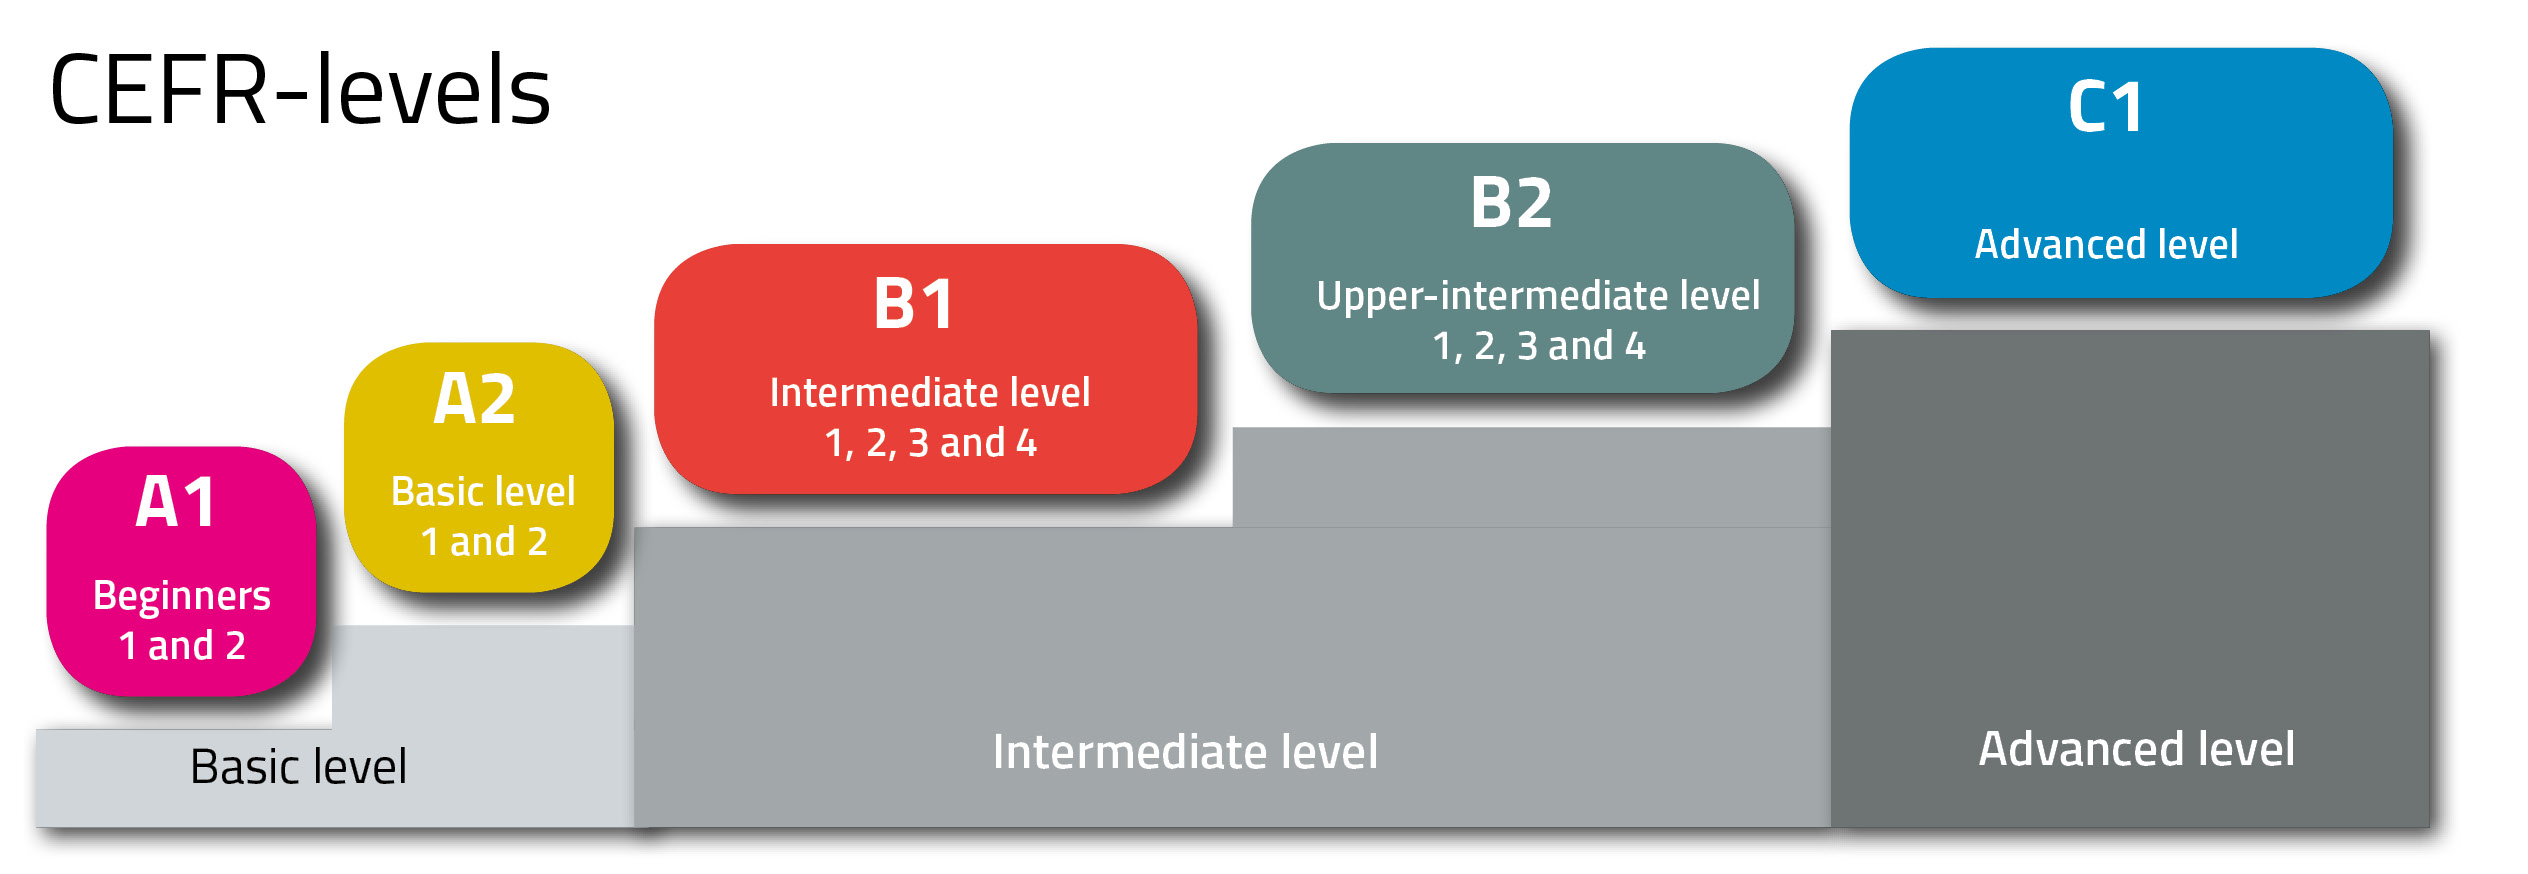 CEFR-levels
A1
Beginners
1 and 2
A2
Basic level
1 and 2
B1
Intermediate level
1, 2, 3 and 4
B2
Upper-intermediate level
1, 2, 3 and 4
C1
Advanced level
Basic level
Intermediate level
Advanced level